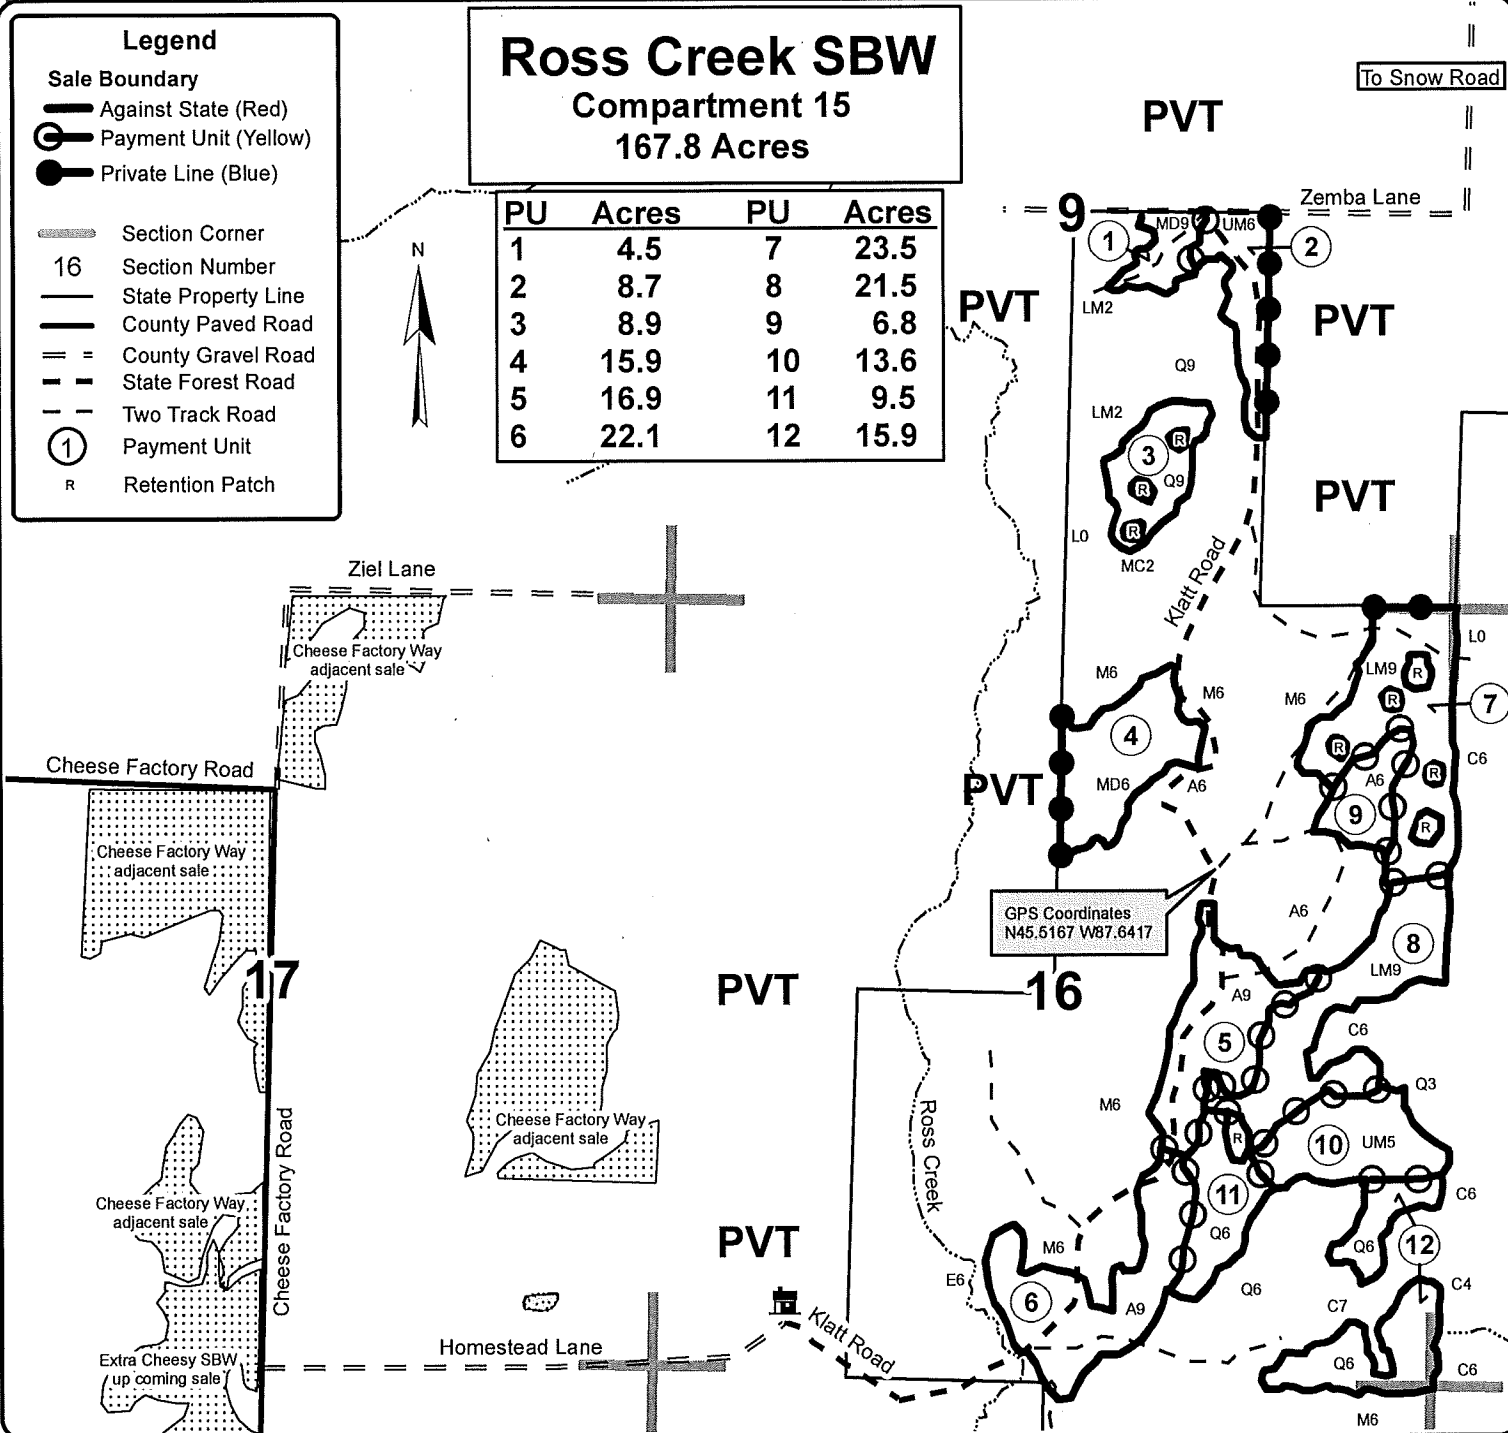 Legend
Sale Boundary
Against State (Red)
Payment Unit (Yellow)
Private Line (Blue)
Section Corner
16 Section Number
State Property Line
County Paved Road
County Gravel Road
State Forest Road
Two Track Road
1 Payment Unit
R Retention Patch
Ross Creek SBW
Compartment 15
167.8 Acres
PU Acres PU Acres
1 4.5 7 23.5
2 8.7 8 21.5
3 8.9 9 6.8
4 15.9 10 13.6
5 16.9 11 9.5
6 22.1 12 15.9
N
To Snow Road
PVT
Zemba Lane
9
MD9
UM6
1
2
LM2
PVT
PVT
Q9
LM2
R
3
Q9
R
R
L0
MC2
PVT
Klatt Road
Ziel Lane
Cheese Factory Way
adjacent sale
L0
M6
M6
M6
LM9
R
R
7
4
R
C6
R
A6
MD6
A6
PVT
9
R
Cheese Factory Road
Cheese Factory Way
adjacent sale
GPS Coordinates
N45.5167 W87.6417
A6
8
LM9
17
PVT
16
A9
5
C6
M6
Q3
R
10
UM5
Cheese Factory Way
adjacent sale
Ross Creek
Cheese Factory Road
Cheese Factory Way
adjacent sale
11
C6
Q6
Q6
12
PVT
M6
E6
6
A9
Q6
C4
C7
Klatt Road
Homestead Lane
Extra Cheesy SBW
up coming sale
Q6
C6
M6